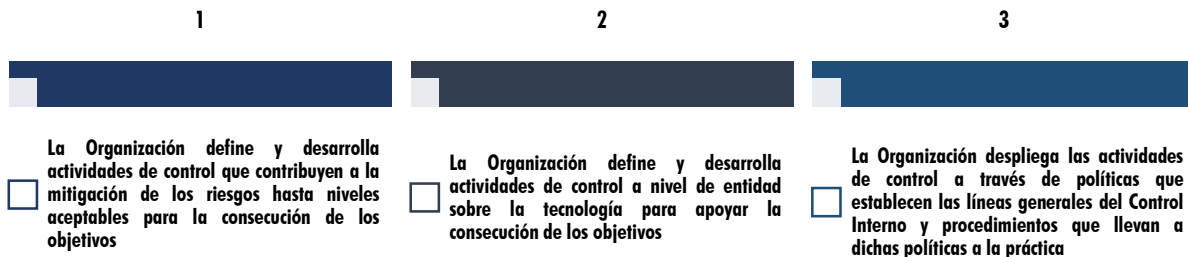 1
2
3
La Organización define y desarrolla
actividades de control que contribuyen a la
mitigación de los riesgos hasta niveles
aceptables para la consecución de los
objetivos
La Organización define y desarrolla
actividades de control a nivel de entidad
sobre la tecnología para apoyar la
consecución de los objetivos
La Organización despliega las actividades
de control a través de políticas que
establecen las líneas generales del Control
Interno y procedimientos que llevan a
dichas políticas a la práctica